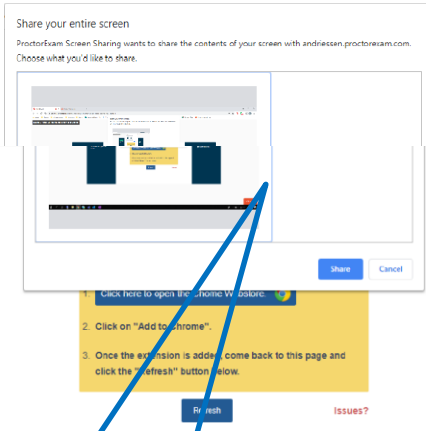 Share your entire screen
ProctorExam Screen Sharing wants to share the contents of your screen with andriessen.proctorexam.com.
Choose what you'd like to share.
Share Cancel
1. Click here to open the Chome Webstore.
2. Click on "Add to Chrome".
3. Once the extension is added, come back to this page and
click the "Refresh" button below.
Refresh Issues?